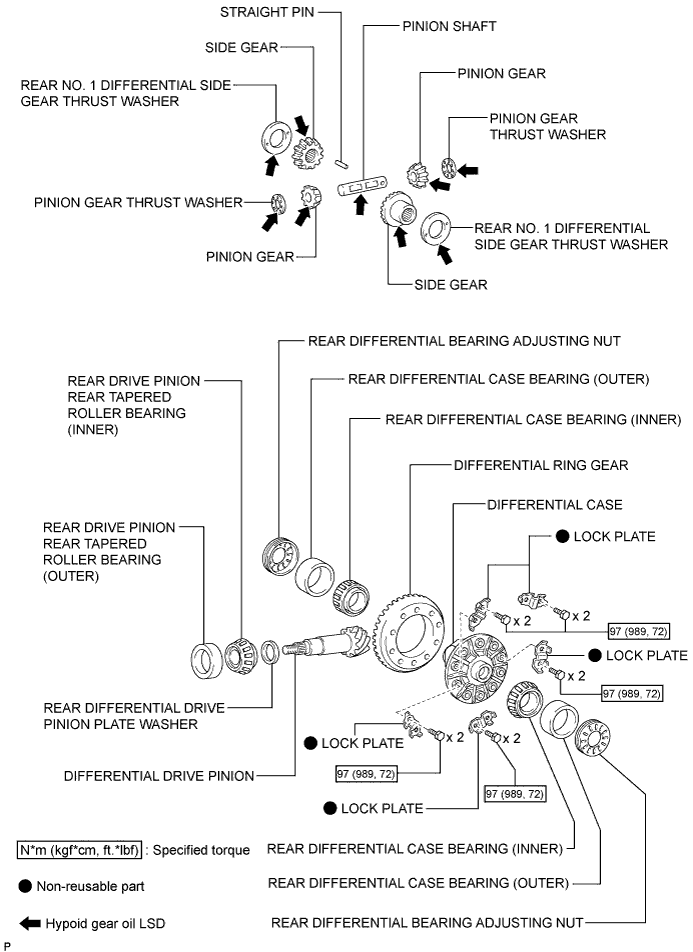 STRAIGHT PIN
PINION SHAFT
SIDE GEAR
PINION GEAR
REAR NO. 1 DIFFERENTIAL SIDE
GEAR THRUST WASHER
PINION GEAR
THRUST WASHER
PINION GEAR THRUST WASHER
REAR NO. 1 DIFFERENTIAL
SIDE GEAR THRUST WASHER
PINION GEAR
SIDE GEAR
REAR DIFFERENTIAL BEARING ADJUSTING NUT
REAR DRIVE PINION
REAR TAPERED
ROLLER BEARING
(INNER)
REAR DIFFERENTIAL CASE BEARING (OUTER)
REAR DIFFERENTIAL CASE BEARING (INNER)
DIFFERENTIAL RING GEAR
DIFFERENTIAL CASE
REAR DRIVE PINION
REAR TAPERED
ROLLER BEARING
(OUTER)
LOCK PLATE
x 2
x 2
97 (989, 72)
LOCK PLATE
x 2
97 (989, 72)
REAR DIFFERENTIAL DRIVE
PINION PLATE WASHER
LOCK PLATE
x 2
x 2
97 (989, 72)
DIFFERENTIAL DRIVE PINION
97 (989, 72)
LOCK PLATE
N*m (kgf*cm, ft.*lbf) : Specified torque
REAR DIFFERENTIAL CASE BEARING (INNER)
Non-reusable part
REAR DIFFERENTIAL CASE BEARING (OUTER)
Hypoid gear oil LSD
REAR DIFFERENTIAL BEARING ADJUSTING NUT
P